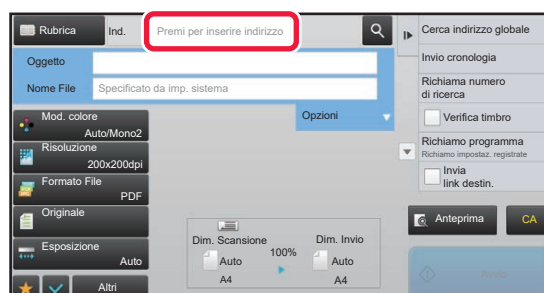 Rubrica
Ind.
Premi per inserire indirizzo
Oggetto
Nome File
Specificato da imp. sistema
Opzioni
Mod. colore
Auto/Mono2
Risoluzione
200x200dpi
Formato File
PDF
Originale
Esposizione
Auto
Altri
Dim. Scansione
100%
Dim. Invio
Auto
A4
Auto
A4
Cerca indirizzo globale
Invio cronologia
Richiama numero
di ricerca
Verifica timbro
Richiamo programma
Richiamo impostaz. registrate
Invia
link destin.
Anteprima
CA
Avvio